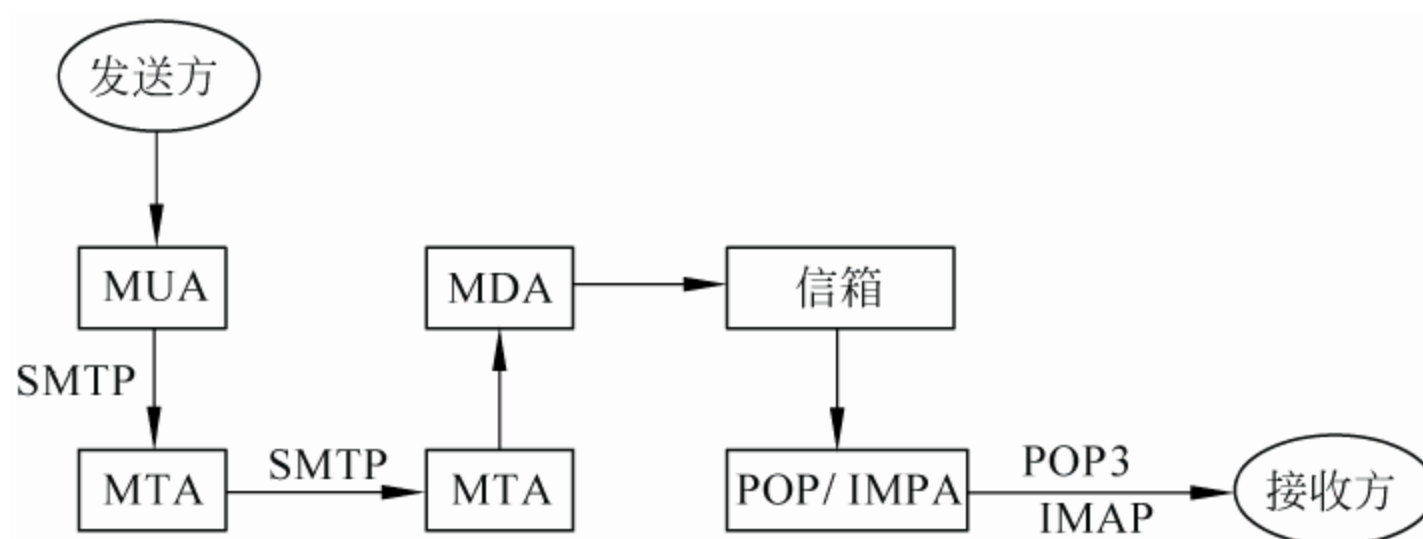 发送方
MUA
MDA
信箱
SMTP
MTA
SMTP
MTA
POP/ IMPA
POP3
IMAP
接收方